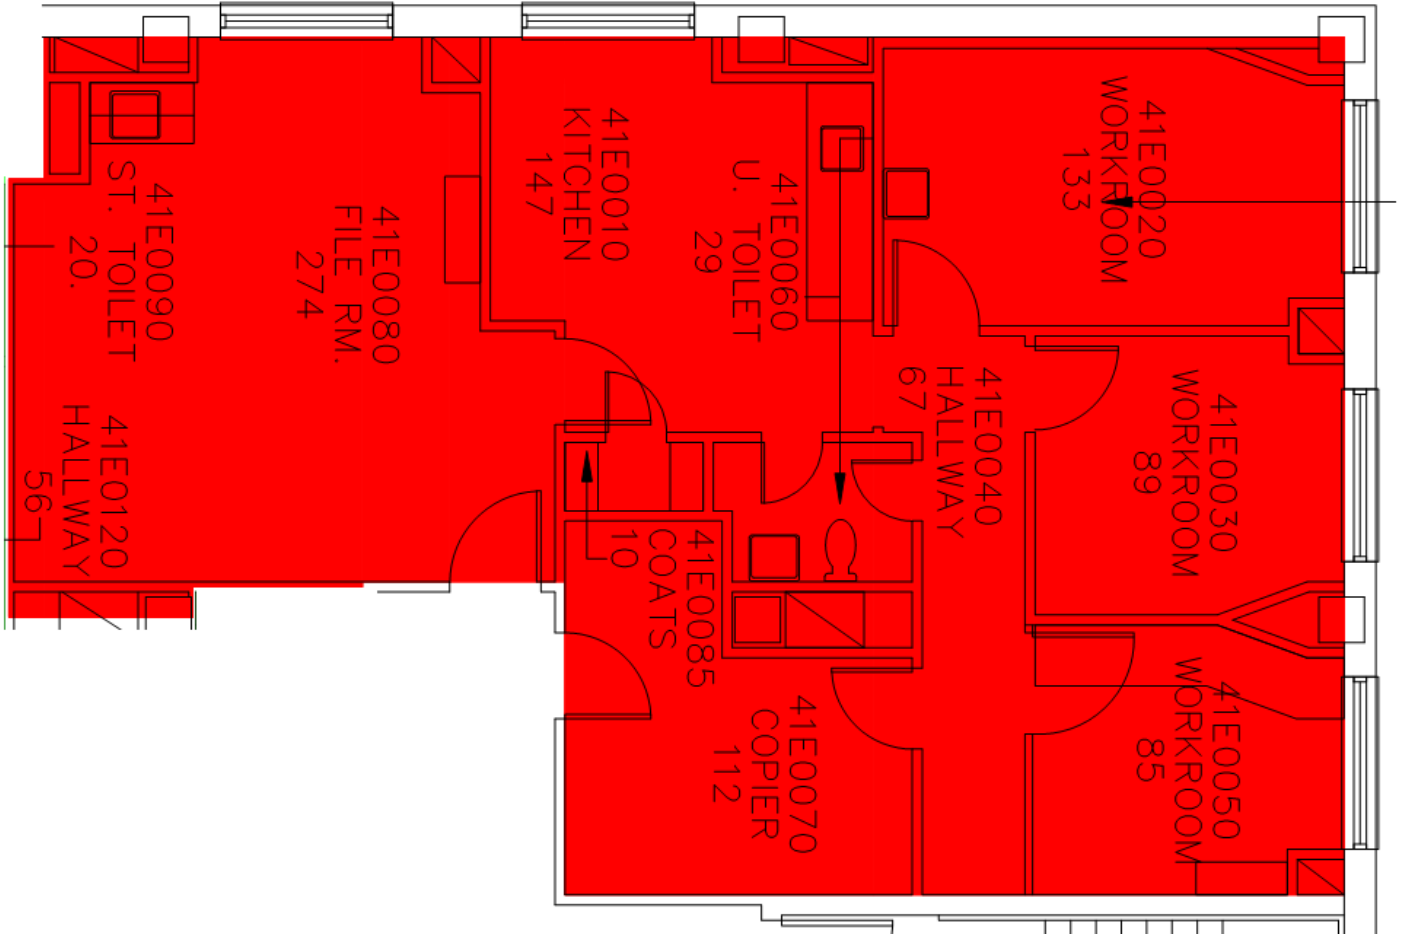 41E0090
ST. TOILET
20.
41E0120
HALLWAY
56
41E0080
FILE RM.
274
41E0010
KITCHEN
147
41E0060
U. TOILET
29
41E0020
WORKROOM
133
41E0040
HALLWAY
67
41E0030
WORKROOM
89
41E0085
COATS
10
41E0070
COPIER
112
41E0050
WORKROOM
85